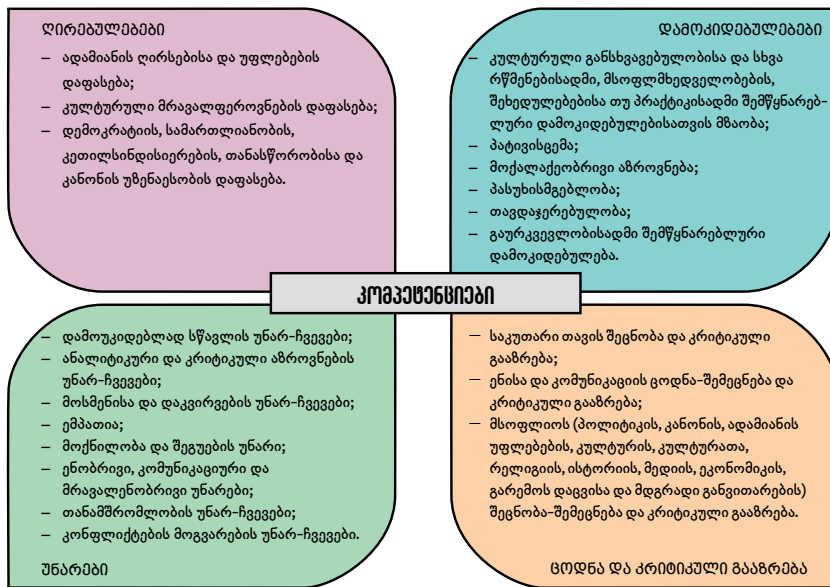 ღირებულებები
– ადამიანის ღირსებისა და უფლებების
დაფასება;
– კულტურული მრავალფეროვნების დაფასება;
– დემოკრატიის, სამართლიანობის,
კეთილსინდისიერების, თანასწორობისა და
კანონის უზენაესობის დაფასება.
დამოკიდებულებები
– კულტურული განსხვავებულობისა და სხვა
რწმენებისადმი, მსოფლმხედველობების,
შეხედულებებისა თუ პრაქტიკისადმი შემწყნარებ-
ლური დამოკიდებულებისათვის მზაობა;
– პატივისცემა;
– მოქალაქეობრივი აზროვნება;
– პასუხისმგებლობა;
– თავდაჯერებულობა;
– გაურკვევლობისადმი შემწყნარებლური
დამოკიდებულება.
კომპეტენციები
– დამოუკიდებლად სწავლის უნარ-ჩვევები;
– ანალიტიკური და კრიტიკული აზროვნების
უნარ-ჩვევები;
– მოსმენისა და დაკვირვების უნარ-ჩვევები;
– ემპათია;
– მოქნილობა და შეგუების უნარი;
– ენობრივი, კომუნიკაციური და
მრავალენობრივი უნარები;
– თანამშრომლობის უნარ-ჩვევები;
– კონფლიქტების მოგვარების უნარ-ჩვევები.
უნარები
– საკუთარი თავის შეცნობა და კრიტიკული
გააზრება;
– ენისა და კომუნიკაციის ცოდნა-შემეცნება და
კრიტიკული გააზრება;
– მსოფლიოს (პოლიტიკის, კანონის, ადამიანის
უფლებების, კულტურის, კულტურათა,
რელიგიის, ისტორიის, მედიის, ეკონომიკის,
გარემოს დაცვისა და მდგრადი განვითარების)
შეცნობა-შემეცნება და კრიტიკული გააზრება.
ცოდნა და კრიტიკული გააზრება